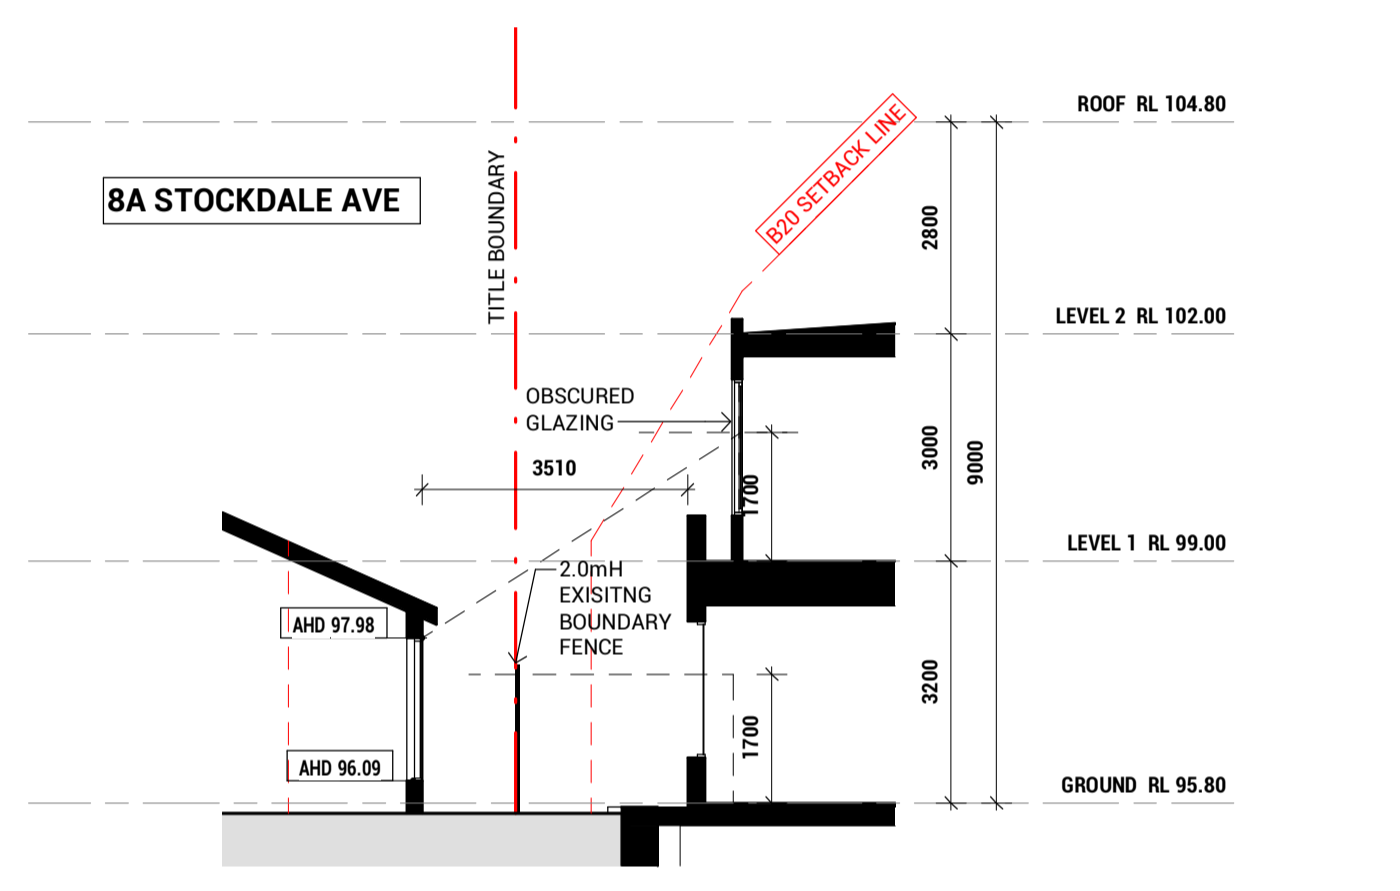 ROOF RL 104.80
B20 SETBACK LINE
8A STOCKDALE AVE
TITLE BOUNDARY
2800
LEVEL 2 RL 102.00
OBSCURED
GLAZING
3510
3000
9000
1700
LEVEL 1 RL 99.00
2.0mH
EXISITNG
BOUNDARY
FENCE
AHD 97.98
3200
1700
AHD 96.09
GROUND RL 95.80